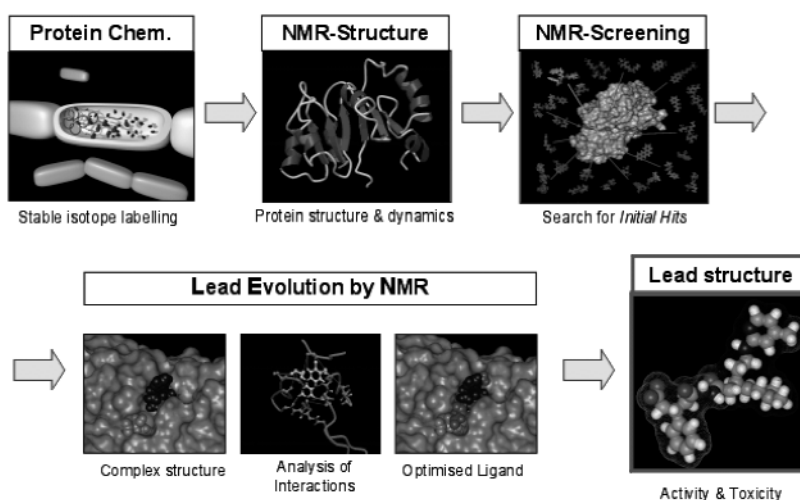 Protein Chem.
NMR-Structure
NMR-Screening
Stable isotope labelling
Protein structure & dynamics
Search for Initial Hits
Lead Evolution by NMR
Lead structure
Complex structure
Analysis of
Interactions
Optimised Ligand
Activity & Toxicity